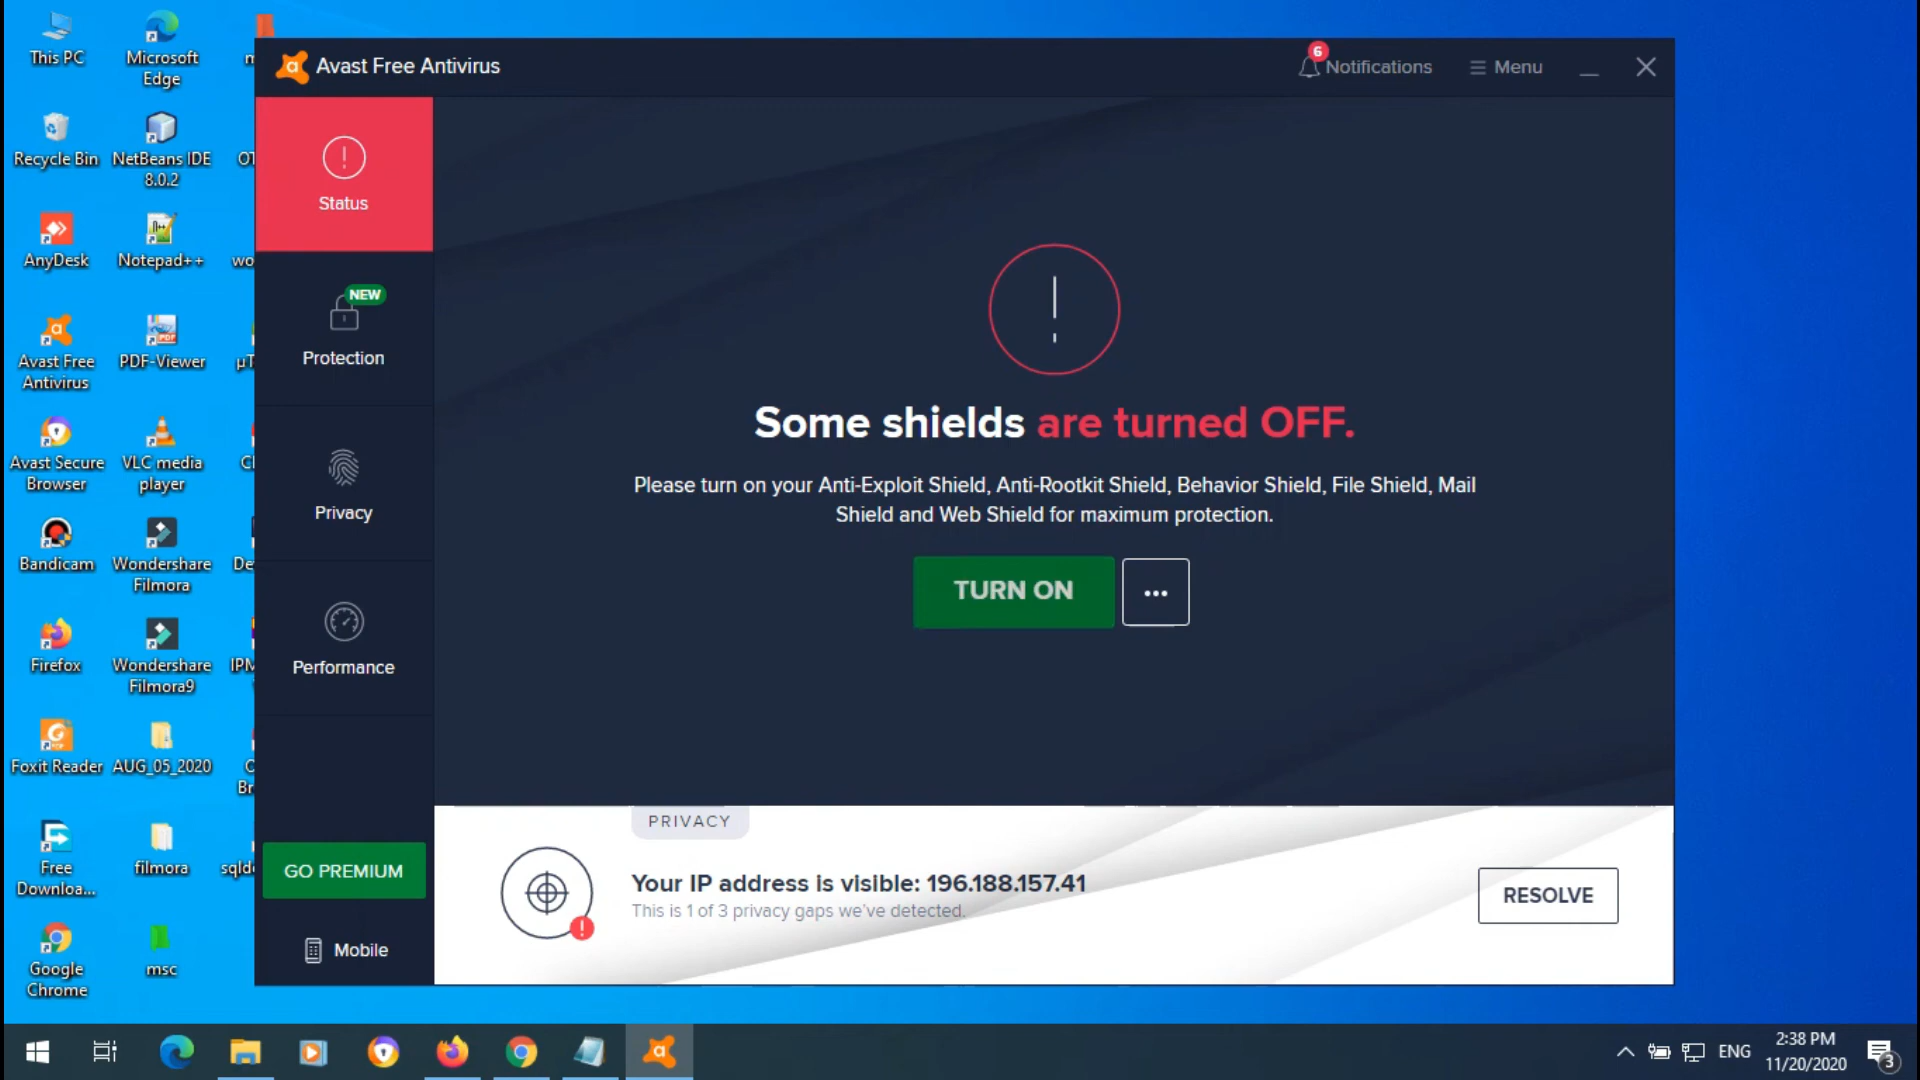 This PC
Microsoft
Edge
Recycle Bin
NetBeans IDE
8.0.2
AnyDesk
Notepad++
Avast Free
Antivirus
PDF-Viewer
Avast Secure
Browser
VLC media
player
Bandicam
Wondershare
Filmora
Firefox
Wondershare
Filmora9
IPM
Foxit Reader
AUG_05_2020
Free
Downloa...
filmora
Google
Chrome
msc
Avast Free Antivirus
6
Notifications
Menu
Status
NEW
Protection
Privacy
Performance
GO PREMIUM
Mobile
Some shields are turned OFF.
Please turn on your Anti-Exploit Shield, Anti-Rootkit Shield, Behavior Shield, File Shield, Mail
Shield and Web Shield for maximum protection.
TURN ON
PRIVACY
Your IP address is visible: 196.188.157.41
This is 1 of 3 privacy gaps we've detected.
RESOLVE
ENG
2:38 PM
11/20/2020
3